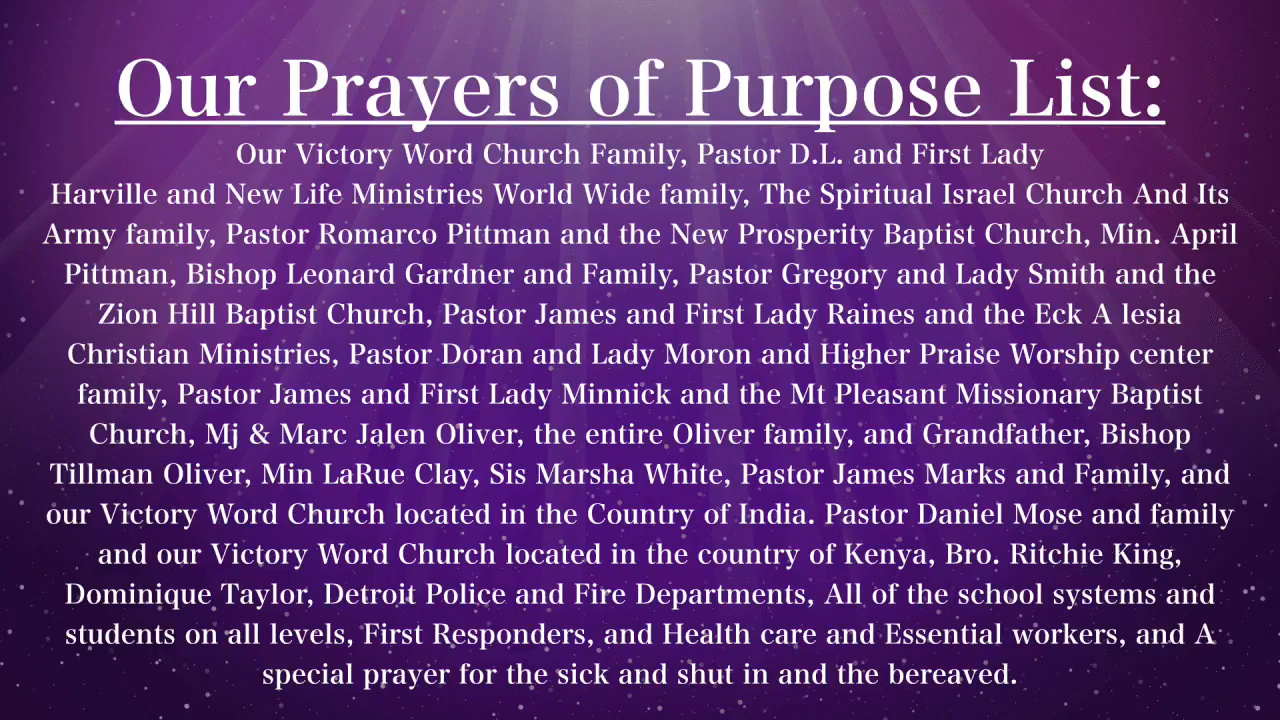 Our Prayers of Purpose List:
Our Victory Word Church Family, Pastor D.L. and First Lady
Harville and New Life Ministries World Wide family, The Spiritual Israel Church And Its
Army family, Pastor Romarco Pittman and the New Prosperity Baptist Church, Min. April
Pittman, Bishop Leonard Gardner and Family, Pastor Gregory and Lady Smith and the
Zion Hill Baptist Church, Pastor James and First Lady Raines and the Eck A lesia
Christian Ministries, Pastor Doran and Lady Moron and Higher Praise Worship center
family, Pastor James and First Lady Minnick and the Mt Pleasant Missionary Baptist
Church, Mj & Marc Jalen Oliver, the entire Oliver family, and Grandfather, Bishop
Tillman Oliver, Min LaRue Clay, Sis Marsha White, Pastor James Marks and Family, and
our Victory Word Church located in the Country of India. Pastor Daniel Mose and family
and our Victory Word Church located in the country of Kenya, Bro. Ritchie King,
Dominique Taylor, Detroit Police and Fire Departments, All of the school systems and
students on all levels, First Responders, and Health care and Essential workers, and A
special prayer for the sick and shut in and the bereaved.